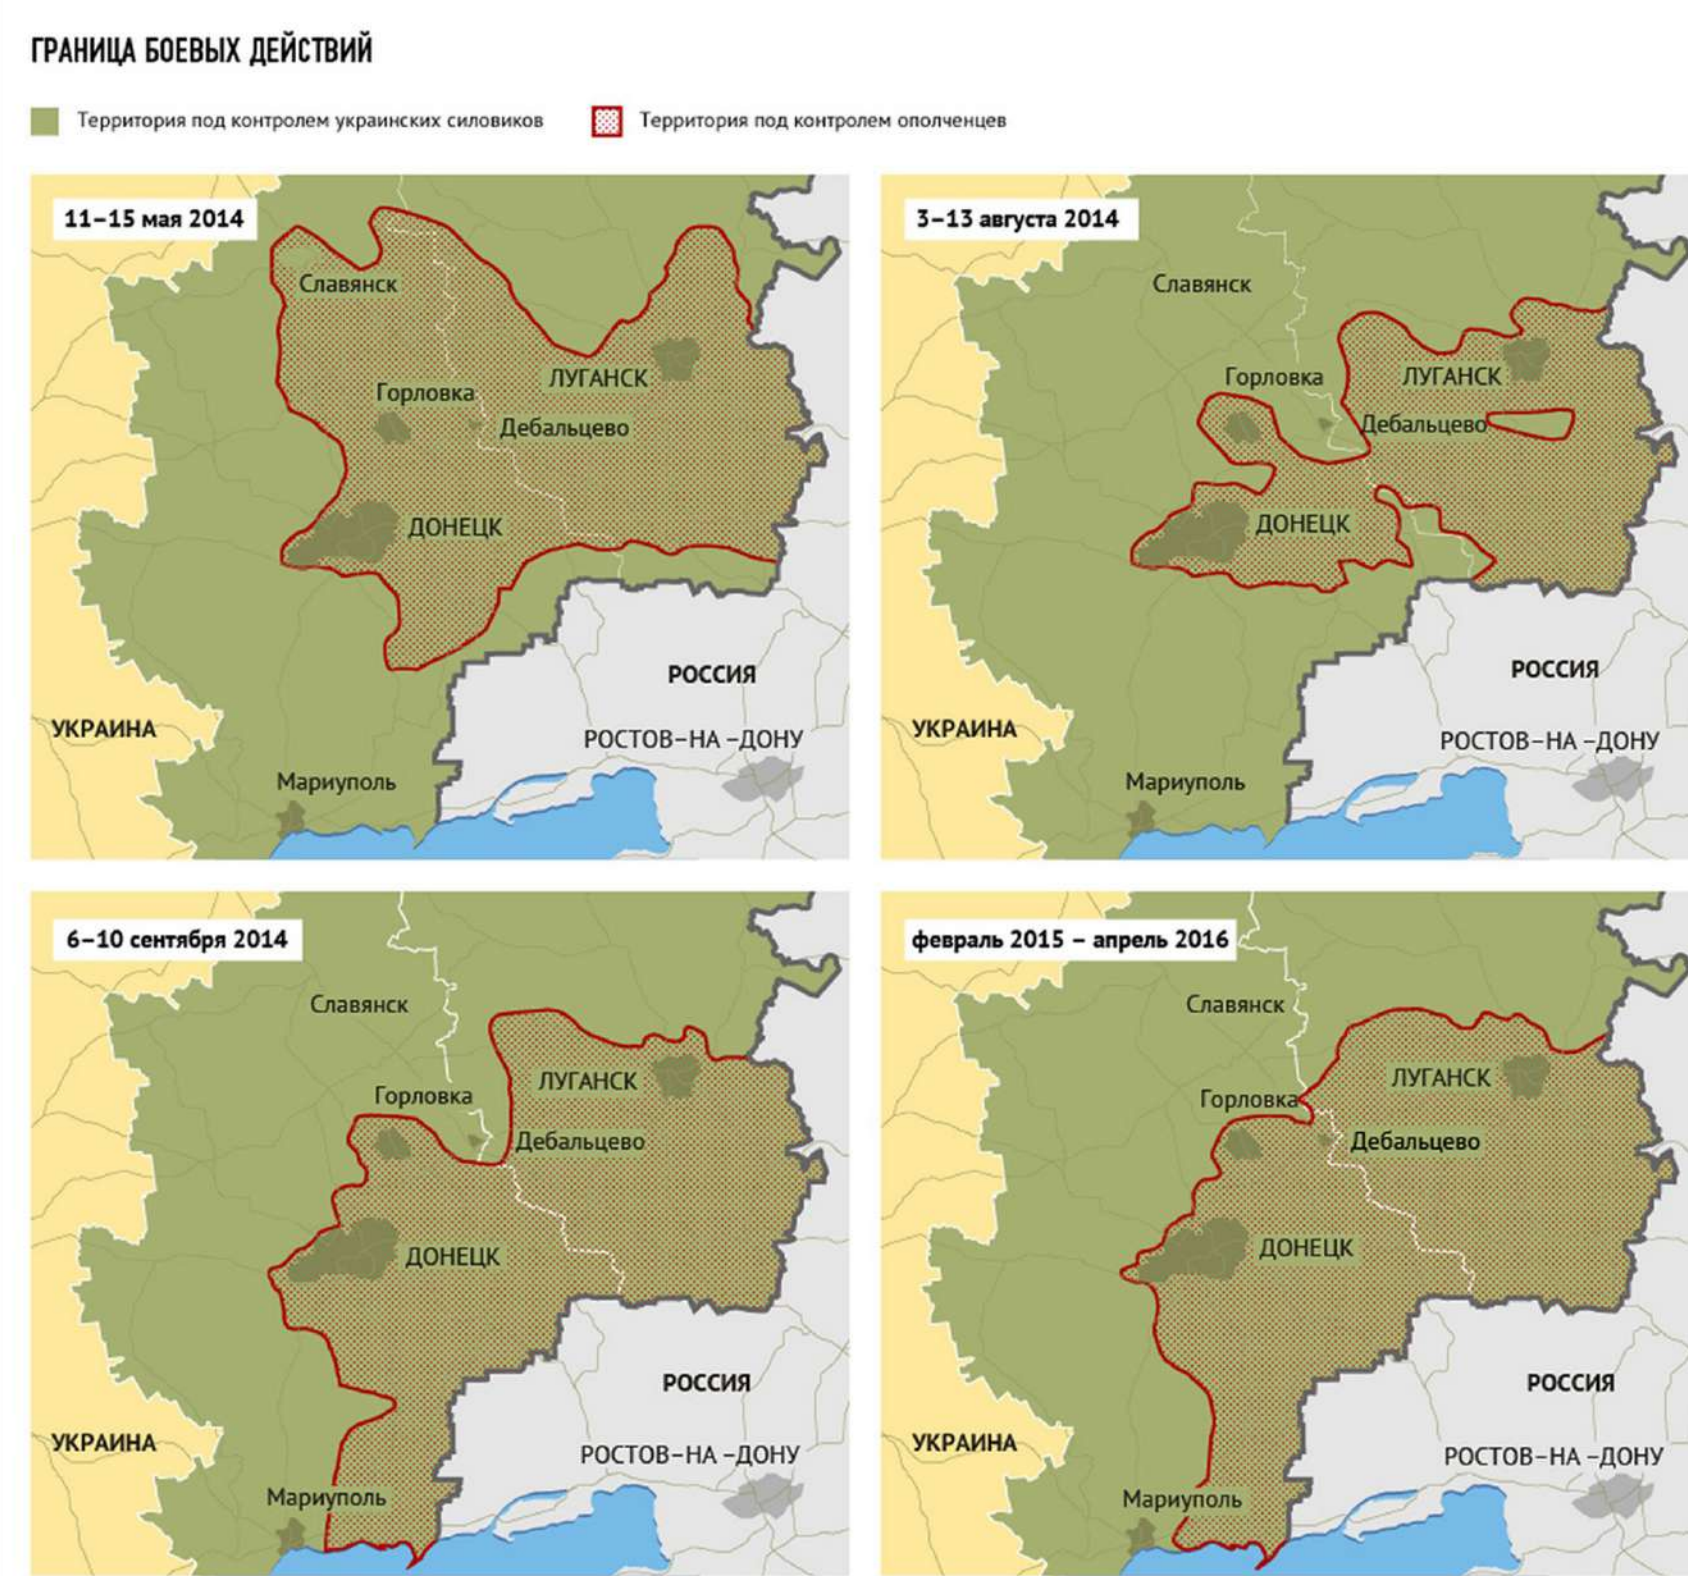 ГРАНИЦА БОЕВЫХ ДЕЙСТВИЙ
Территория под контролем украинских силовиков
Территория под контролем ополченцев
11–15 мая 2014
Славянск
ЛУГАНСК
Горловка
Дебальцево
ДОНЕЦК
РОССИЯ
УКРАИНА
РОСТОВ–НА –ДОНУ
Мариуполь
3–13 августа 2014
Славянск
Горловка
ЛУГАНСК
Дебальцево
ДОНЕЦК
РОССИЯ
УКРАИНА
РОСТОВ–НА –ДОНУ
Мариуполь
6–10 сентября 2014
Славянск
ЛУГАНСК
Горловка
Дебальцево
ДОНЕЦК
РОССИЯ
УКРАИНА
РОСТОВ–НА –ДОНУ
Мариуполь
февраль 2015 – апрель 2016
Славянск
ЛУГАНСК
Горловка
Дебальцево
ДОНЕЦК
РОССИЯ
УКРАИНА
РОСТОВ–НА –ДОНУ
Мариуполь